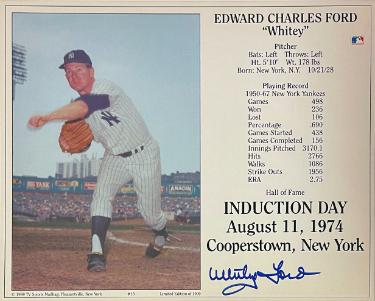 EDWARD CHARLES FORD
"Whitey"
Pitcher
Bats: Left Throws: Left
Ht. 5'10" Wt. 178 lbs
Born: New York, N.Y. 10/21/28
Playing Record
1950-67 New York Yankees
Games 498
Won 236
Lost 106
Percentage .690
Games Started 438
Games Completed 156
Innings Pitched 3170.1
Hits 2766
Walks 1086
Strike Outs 1956
ERA 2.75
Hall of Fame
INDUCTION DAY
August 11, 1974
Cooperstown, New York
Whitey Ford
NY